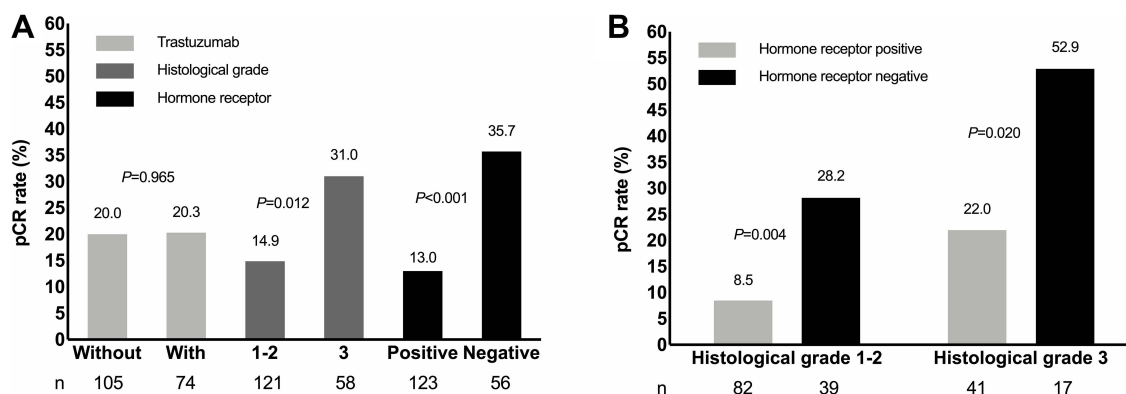 A
60
55
50
45
40
35
30
25
20
15
10
5
0
pCR rate (%)
Trastuzumab
Histological grade
Hormone receptor
P=0.965
P=0.012
P<0.001
20.0 20.3 14.9 31.0 13.0 35.7
Without With 1-2 3 Positive Negative
n 105 74 121 58 123 56
B
60
55
50
45
40
35
30
25
20
15
10
5
0
pCR rate (%)
Hormone receptor positive
Hormone receptor negative
P=0.004
P=0.020
8.5 28.2 22.0 52.9
Histological grade 1-2 Histological grade 3
n 82 39 41 17